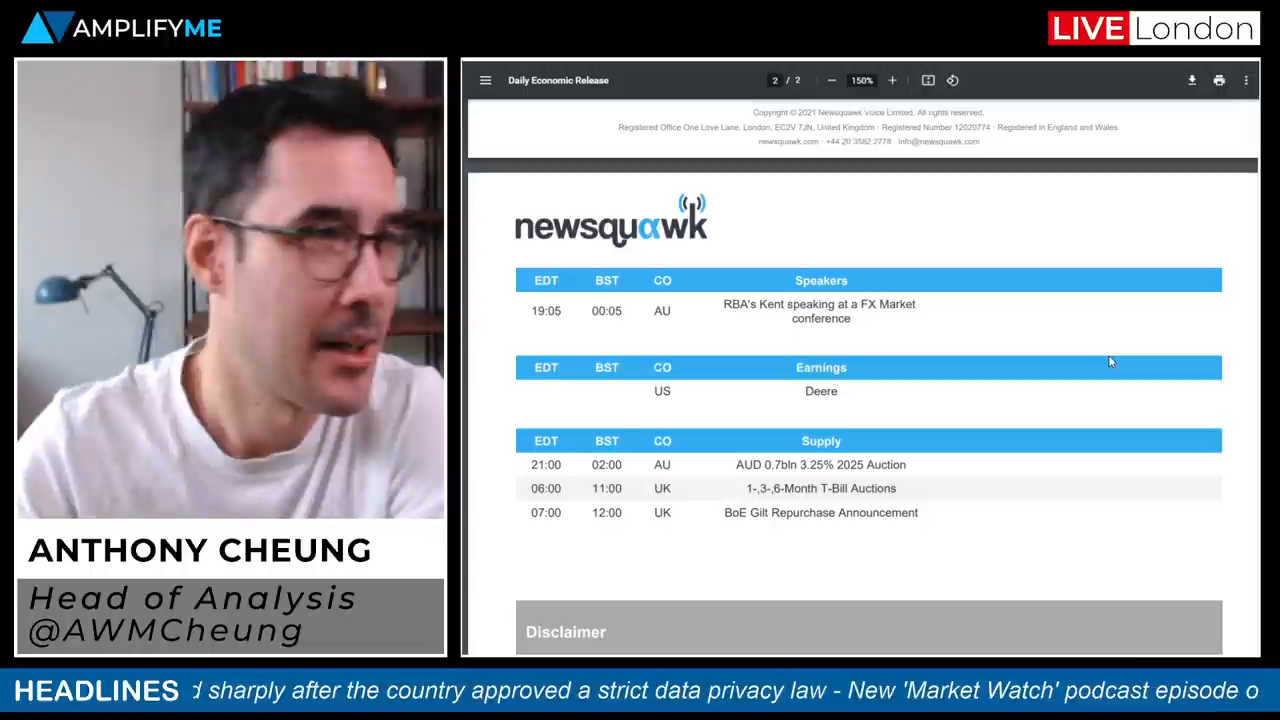 AMPLIFYME
LIVE London
Daily Economic Release
2 / 2
150%
Copyright © 2021 Newsquawk Voice Limited. All rights reserved.
Registered Office One Love Lane, London, EC2V 7JN, United Kingdom · Registered Number 12020774 · Registered in England and Wales.
newsquawk.com · +44 20 3582 2778 info@newsquawk.com
newsquawk
EDT BST CO Speakers
19:05 00:05 AU RBA's Kent speaking at a FX Market
conference
EDT BST CO Earnings
US Deere
EDT BST CO Supply
21:00 02:00 AU AUD 0.7bln 3.25% 2025 Auction
06:00 11:00 UK 1-,3-,6-Month T-Bill Auctions
07:00 12:00 UK BoE Gilt Repurchase Announcement
Disclaimer
ANTHONY CHEUNG
Head of Analysis
@AWMCheung
HEADLINES d sharply after the country approved a strict data privacy law - New 'Market Watch' podcast episode o